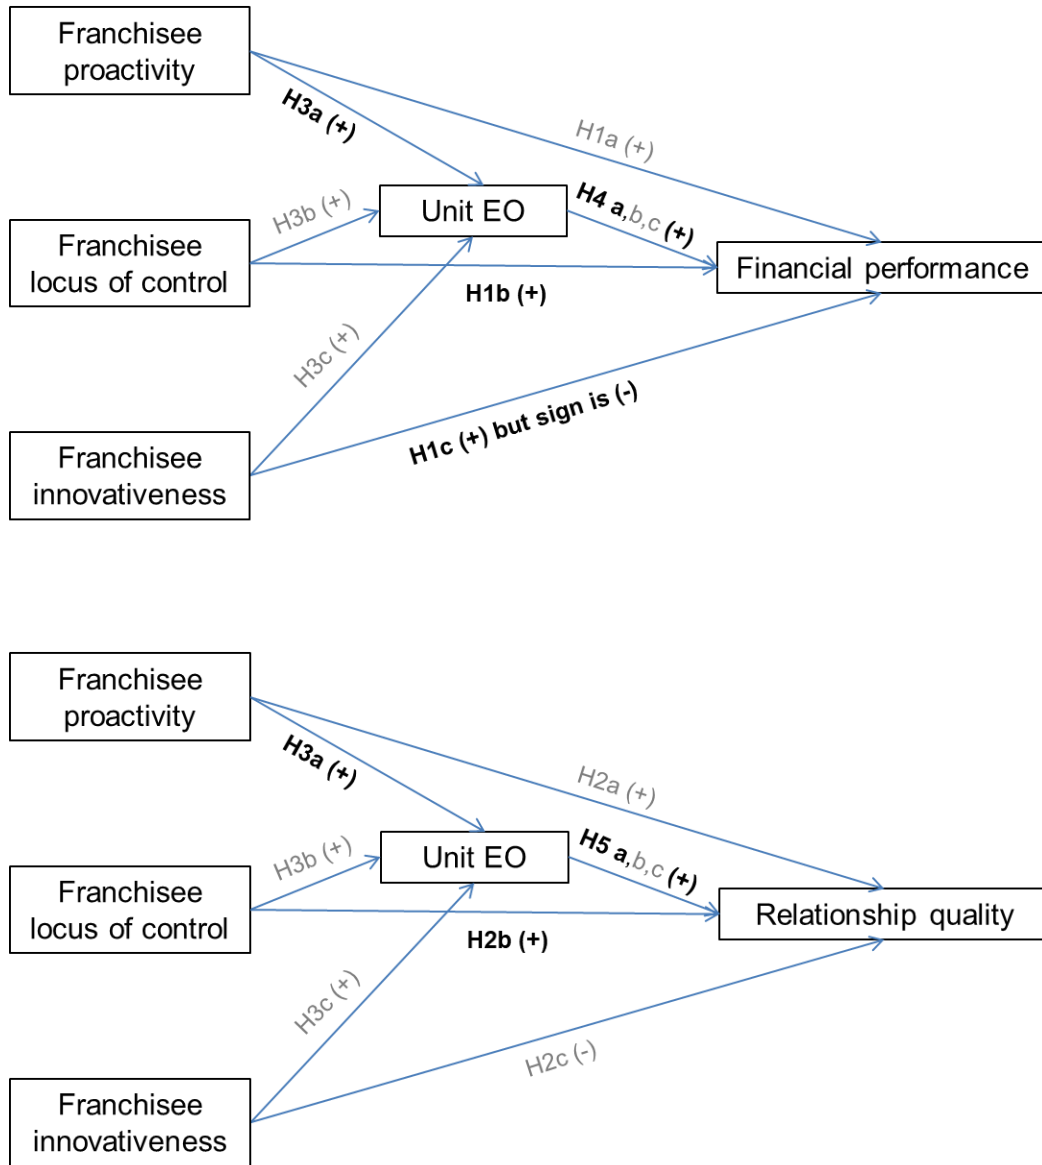 Franchisee
proactivity
H3a (+)
H1a (+)
Unit EO
H4 a,b,c (+)
Franchisee
locus of control
H3b (+)
Financial performance
H1b (+)
H3c (+)
H1c (+) but sign is (-)
Franchisee
innovativeness
Franchisee
proactivity
H3a (+)
H2a (+)
Unit EO
H5 a,b,c (+)
Franchisee
locus of control
H3b (+)
Relationship quality
H2b (+)
H3c (+)
H2c (-)
Franchisee
innovativeness